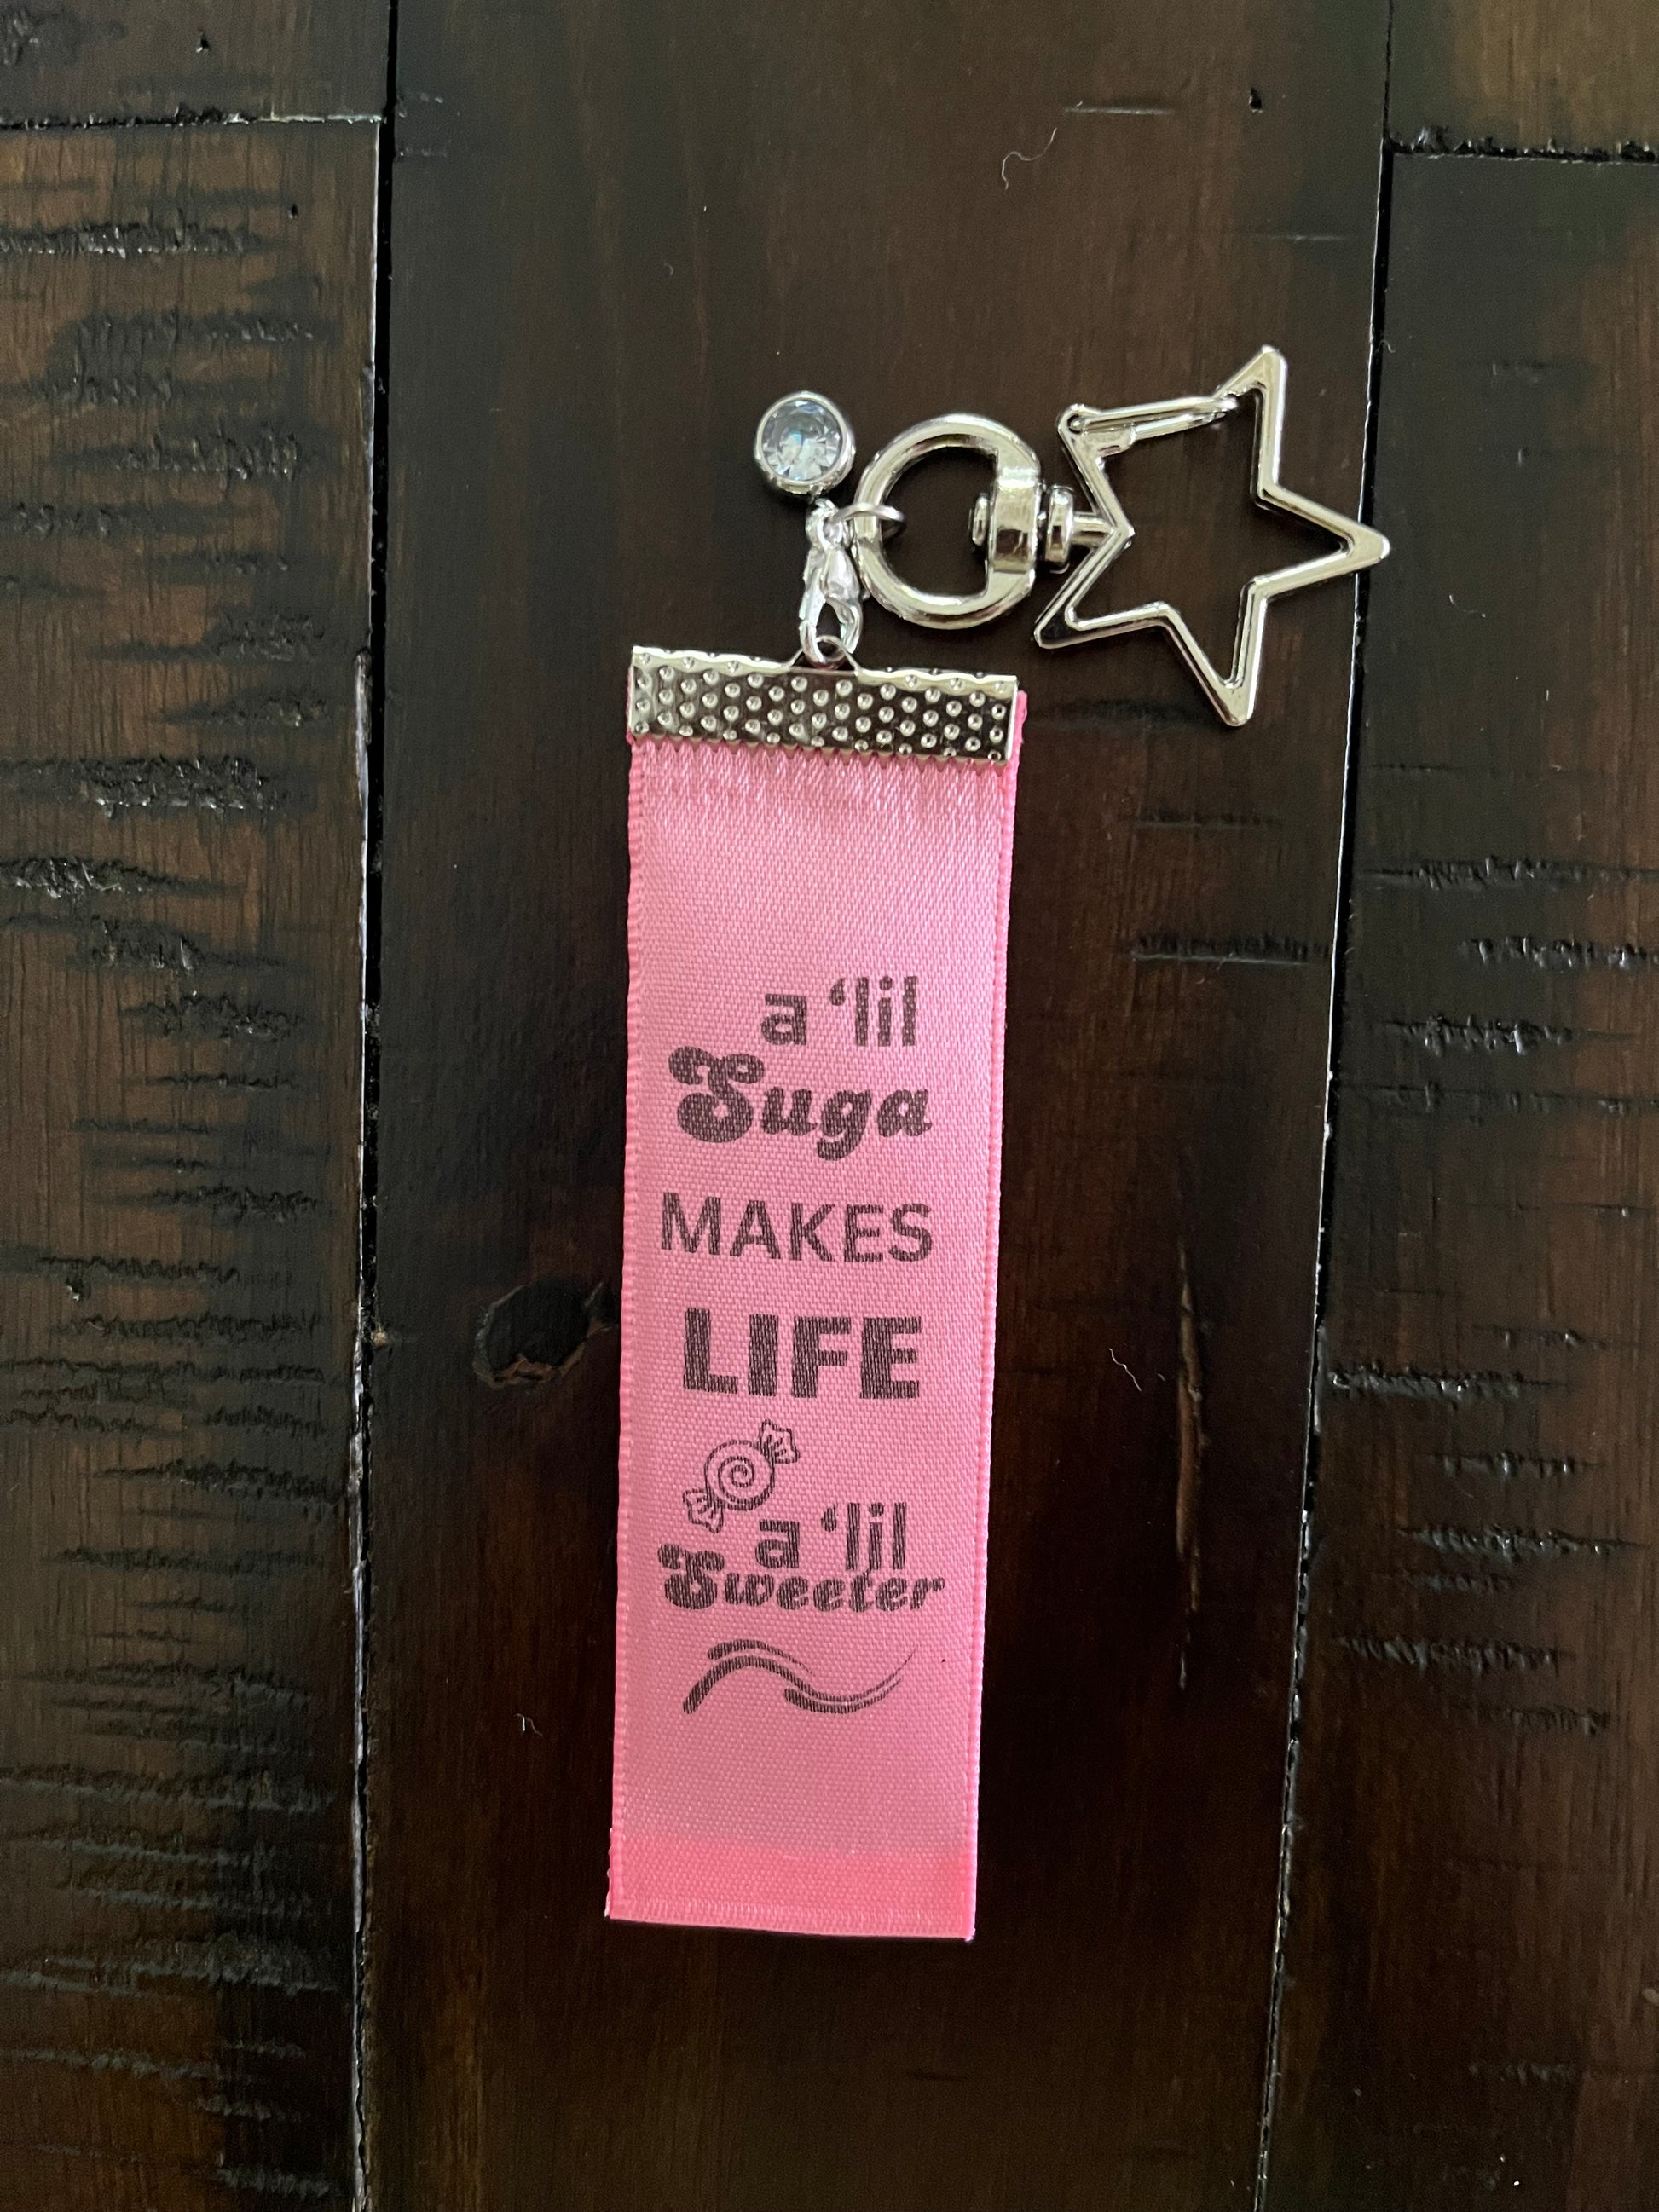 a ‘lil
Suga
MAKES
LIFE
a ‘lil
Sweeter